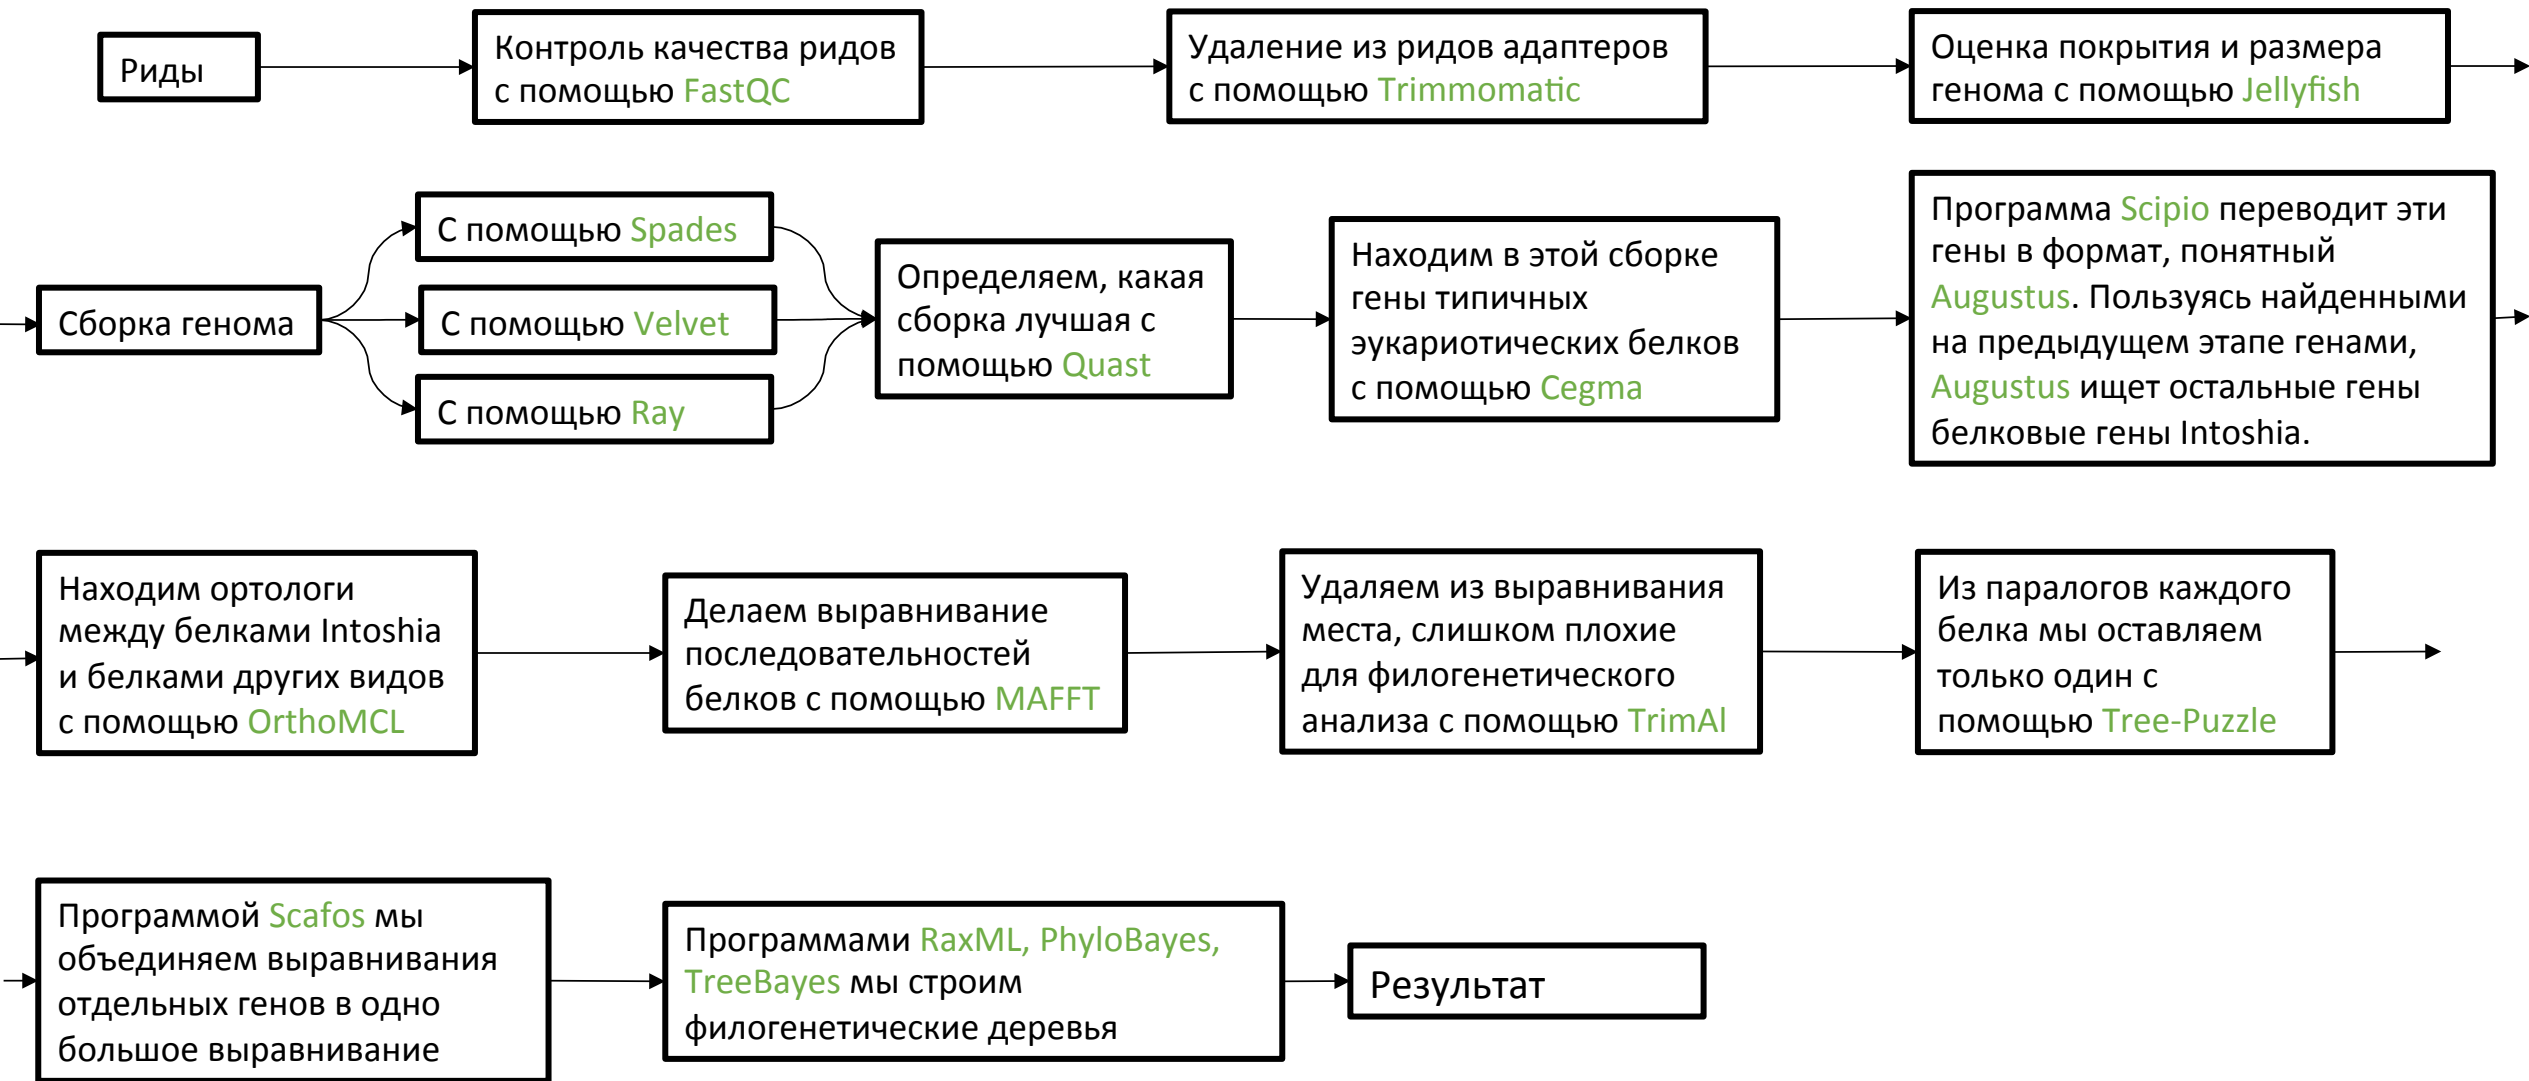 Риды
Контроль качества ридов
с помощью FastQC
Удаление из ридов адаптеров
с помощью Trimmomatic
Оценка покрытия и размера
генома с помощью Jellyfish
Сборка генома
С помощью Spades
С помощью Velvet
С помощью Ray
Определяем, какая
сборка лучшая с
помощью Quast
Находим в этой сборке
гены типичных
эукариотических белков
с помощью Cegma
Программа Scipio переводит эти
гены в формат, понятный
Augustus. Пользуясь найденными
на предыдущем этапе генами,
Augustus ищет остальные гены
белковые гены Intoshia.
Находим ортологи
между белками Intoshia
и белками других видов
с помощью OrthoMCL
Делаем выравнивание
последовательностей
белков с помощью MAFFT
Удаляем из выравнивания
места, слишком плохие
для филогенетического
анализа с помощью TrimAl
Из паралогов каждого
белка мы оставляем
только один с
помощью Tree-Puzzle
Программой Scafos мы
объединяем выравнивания
отдельных генов в одно
большое выравнивание
Программами RaxML, PhyloBayes,
TreeBayes мы строим
филогенетические деревья
Результат